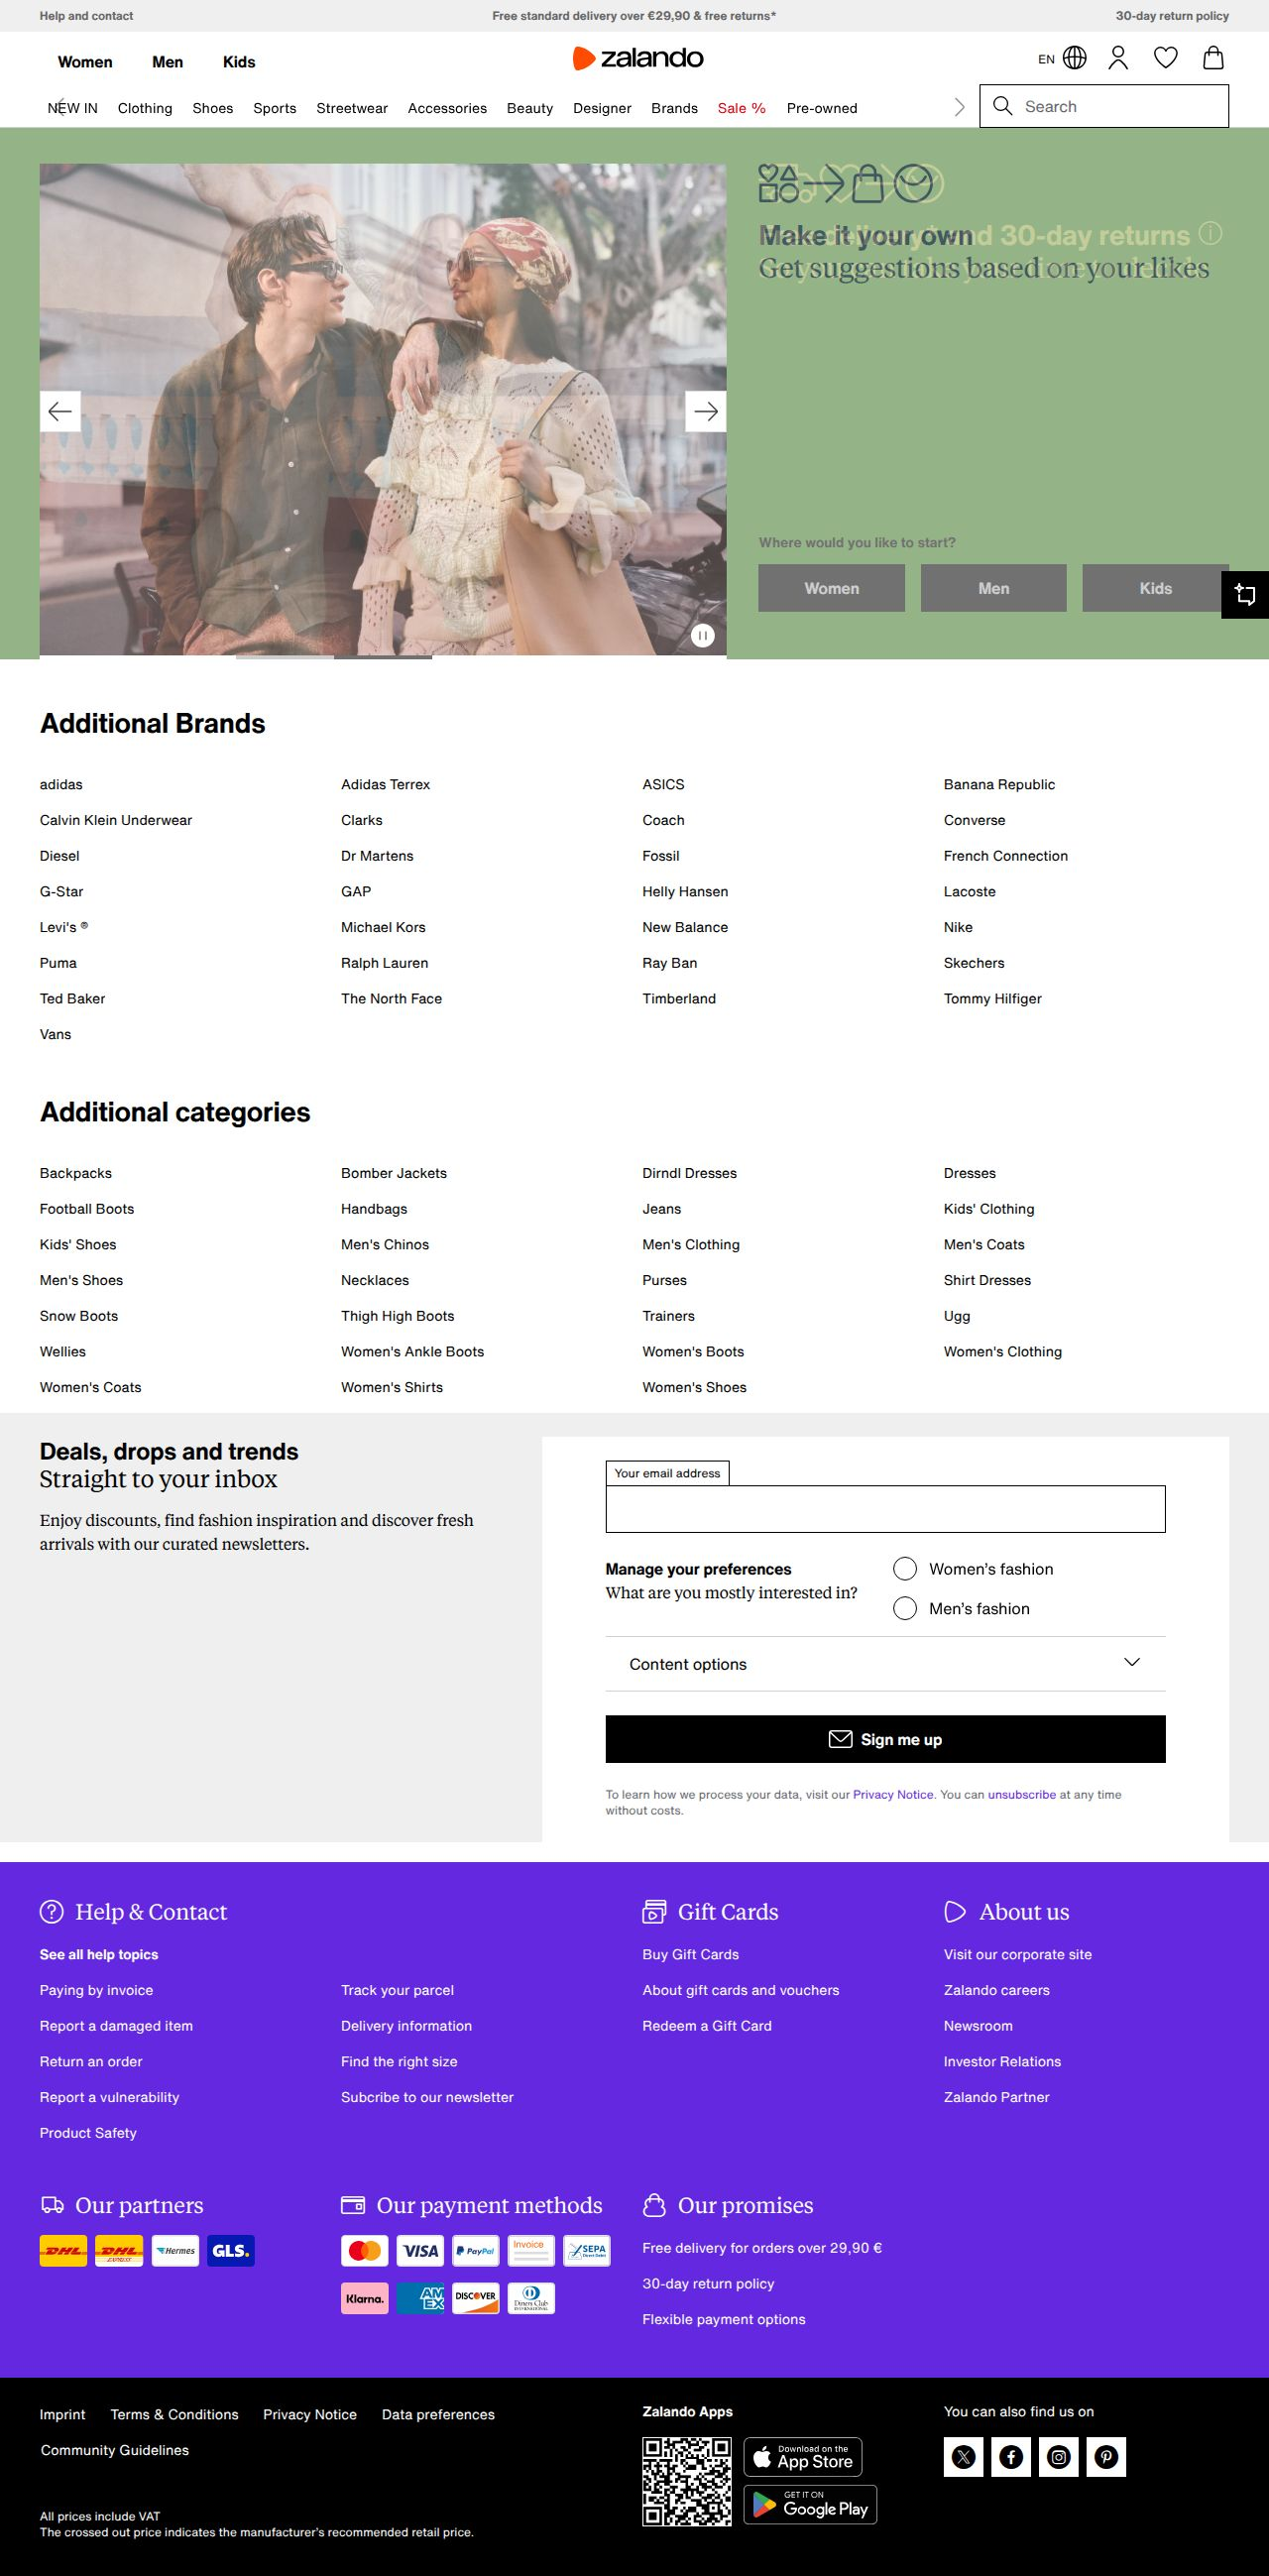 Help and contact
Free standard delivery over €29,90 & free returns*
30-day return policy
Women Men Kids
zalando
EN
NEW IN Clothing Shoes Sports Streetwear Accessories Beauty Designer Brands Sale % Pre-owned
Search
Make it your own
and 30-day returns
Get suggestions based on your likes
Where would you like to start?
Women Men Kids
Additional Brands
adidas Adidas Terrex ASICS Banana Republic
Calvin Klein Underwear Clarks Coach Converse
Diesel Dr Martens Fossil French Connection
G-Star GAP Helly Hansen Lacoste
Levi's ® Michael Kors New Balance Nike
Puma Ralph Lauren Ray Ban Skechers
Ted Baker The North Face Timberland Tommy Hilfiger
Vans
Additional categories
Backpacks Bomber Jackets Dirndl Dresses Dresses
Football Boots Handbags Jeans Kids' Clothing
Kids' Shoes Men's Chinos Men's Clothing Men's Coats
Men's Shoes Necklaces Purses Shirt Dresses
Snow Boots Thigh High Boots Trainers Ugg
Wellies Women's Ankle Boots Women's Boots Women's Clothing
Women's Coats Women's Shirts Women's Shoes
Deals, drops and trends
Straight to your inbox
Enjoy discounts, find fashion inspiration and discover fresh
arrivals with our curated newsletters.
Your email address
Manage your preferences
What are you mostly interested in?
Women’s fashion
Men’s fashion
Content options
Sign me up
To learn how we process your data, visit our Privacy Notice. You can unsubscribe at any time
without costs.
Help & Contact
See all help topics
Paying by invoice Track your parcel
Report a damaged item Delivery information
Return an order Find the right size
Report a vulnerability Subcribe to our newsletter
Product Safety
Gift Cards
Buy Gift Cards
About gift cards and vouchers
Redeem a Gift Card
About us
Visit our corporate site
Zalando careers
Newsroom
Investor Relations
Zalando Partner
Our partners
DHL DHL EXPRESS Hermes GLS.
Our payment methods
VISA PayPal Invoice SEPA Direct Debit
Klarna. AMEX DISCOVER Diners Club INTERNATIONAL
Our promises
Free delivery for orders over 29,90 €
30-day return policy
Flexible payment options
Imprint Terms & Conditions Privacy Notice Data preferences
Community Guidelines
All prices include VAT
The crossed out price indicates the manufacturer’s recommended retail price.
Zalando Apps
Download on the
App Store
GET IT ON
Google Play
You can also find us on